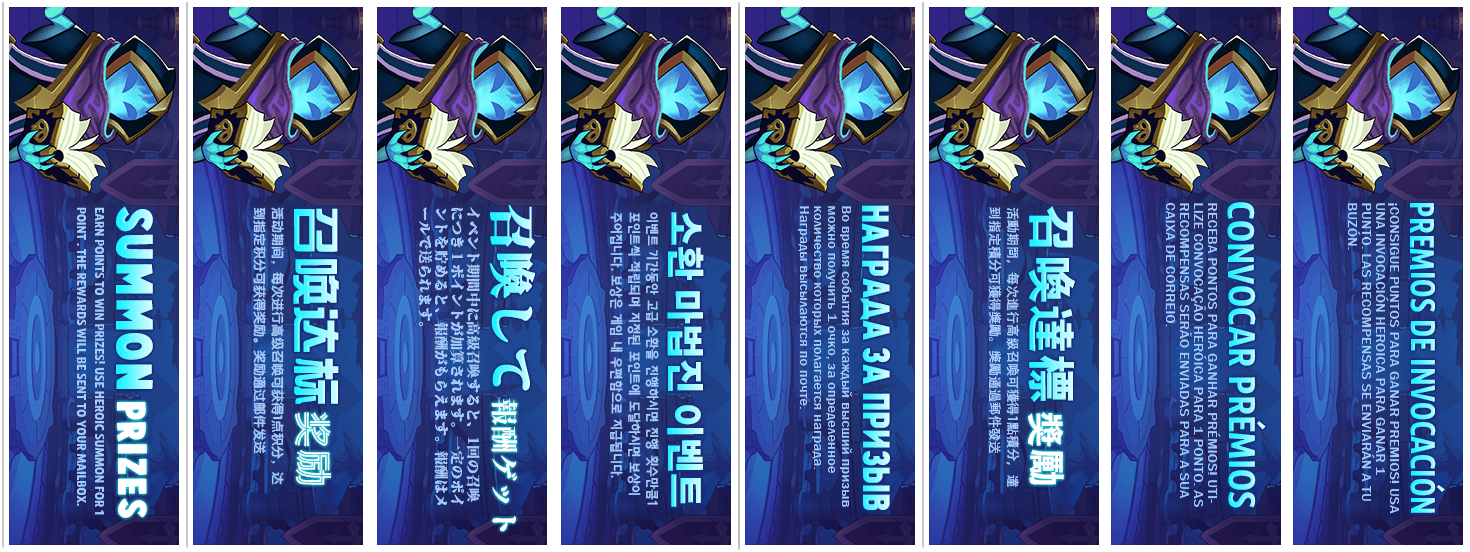 SUMMON PRIZES
EARN POINTS TO WIN PRIZES! USE HEROIC SUMMON FOR 1
POINT. THE REWARDS WILL BE SENT TO YOUR MAILBOX.
召唤达标 奖励
活动期间，每次进行高级召唤可获得1点积分，达
到指定积分可获得奖励。奖励通过邮件发送
召喚して 報酬ゲット
イベント期間中に高級召喚すると、1回の召喚
につき1ポイントが加算されます。一定のポイ
ントを貯めると、報酬がもらえます。報酬はメ
ールで送られます。
소환 마법진 이벤트
이벤트 기간동안 고급 소환을 진행하시면 진행 횟수만큼1
포인트씩 적립되며 지정된 포인트에 도달하시면 보상이
주어집니다. 보상은 게임 내 우편함으로 지급됩니다.
НАГРАДА ЗА ПРИЗЫВ
Во время события за каждый высший призыв
можно получить 1 очко, за определенное
количество которых полагается награда.
Награды высылаются по почте.
召喚達標 獎勵
活動期間，每次進行高級召喚可獲得1點積分，達
到指定積分可獲得獎勵。獎勵通過郵件發送
CONVOCAR PRÉMIOS
RECEBA PONTOS PARA GANHAR PRÉMIOS! UTI-
LIZE CONVOCAÇÃO HERÓICA PARA 1 PONTO. AS
RECOMPENSAS SERÃO ENVIADAS PARA A SUA
CAIXA DE CORREIO.
PREMIOS DE INVOCACIÓN
¡CONSIGUE PUNTOS PARA GANAR PREMIOS! USA
UNA INVOCACIÓN HEROICA PARA GANAR 1
PUNTO. LAS RECOMPENSAS SE ENVIARÁN A TU
BUZÓN.